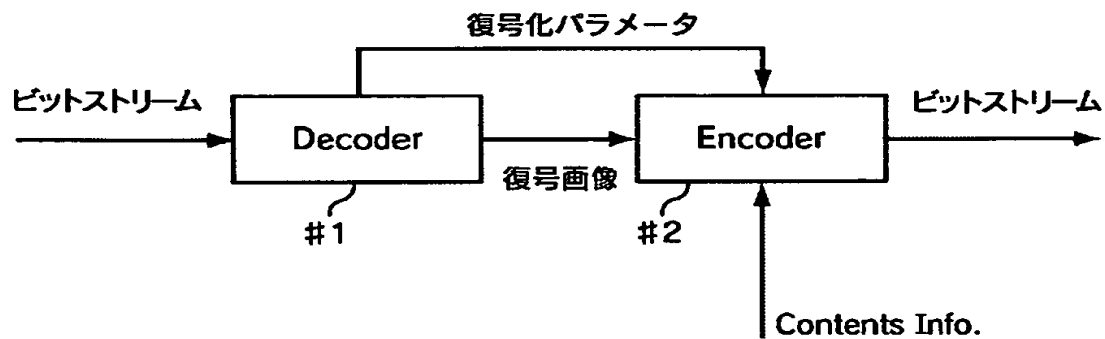 復号化パラメータ
ビットストリーム
ビットストリーム
Decoder
Encoder
復号画像
#1
#2
Contents Info.